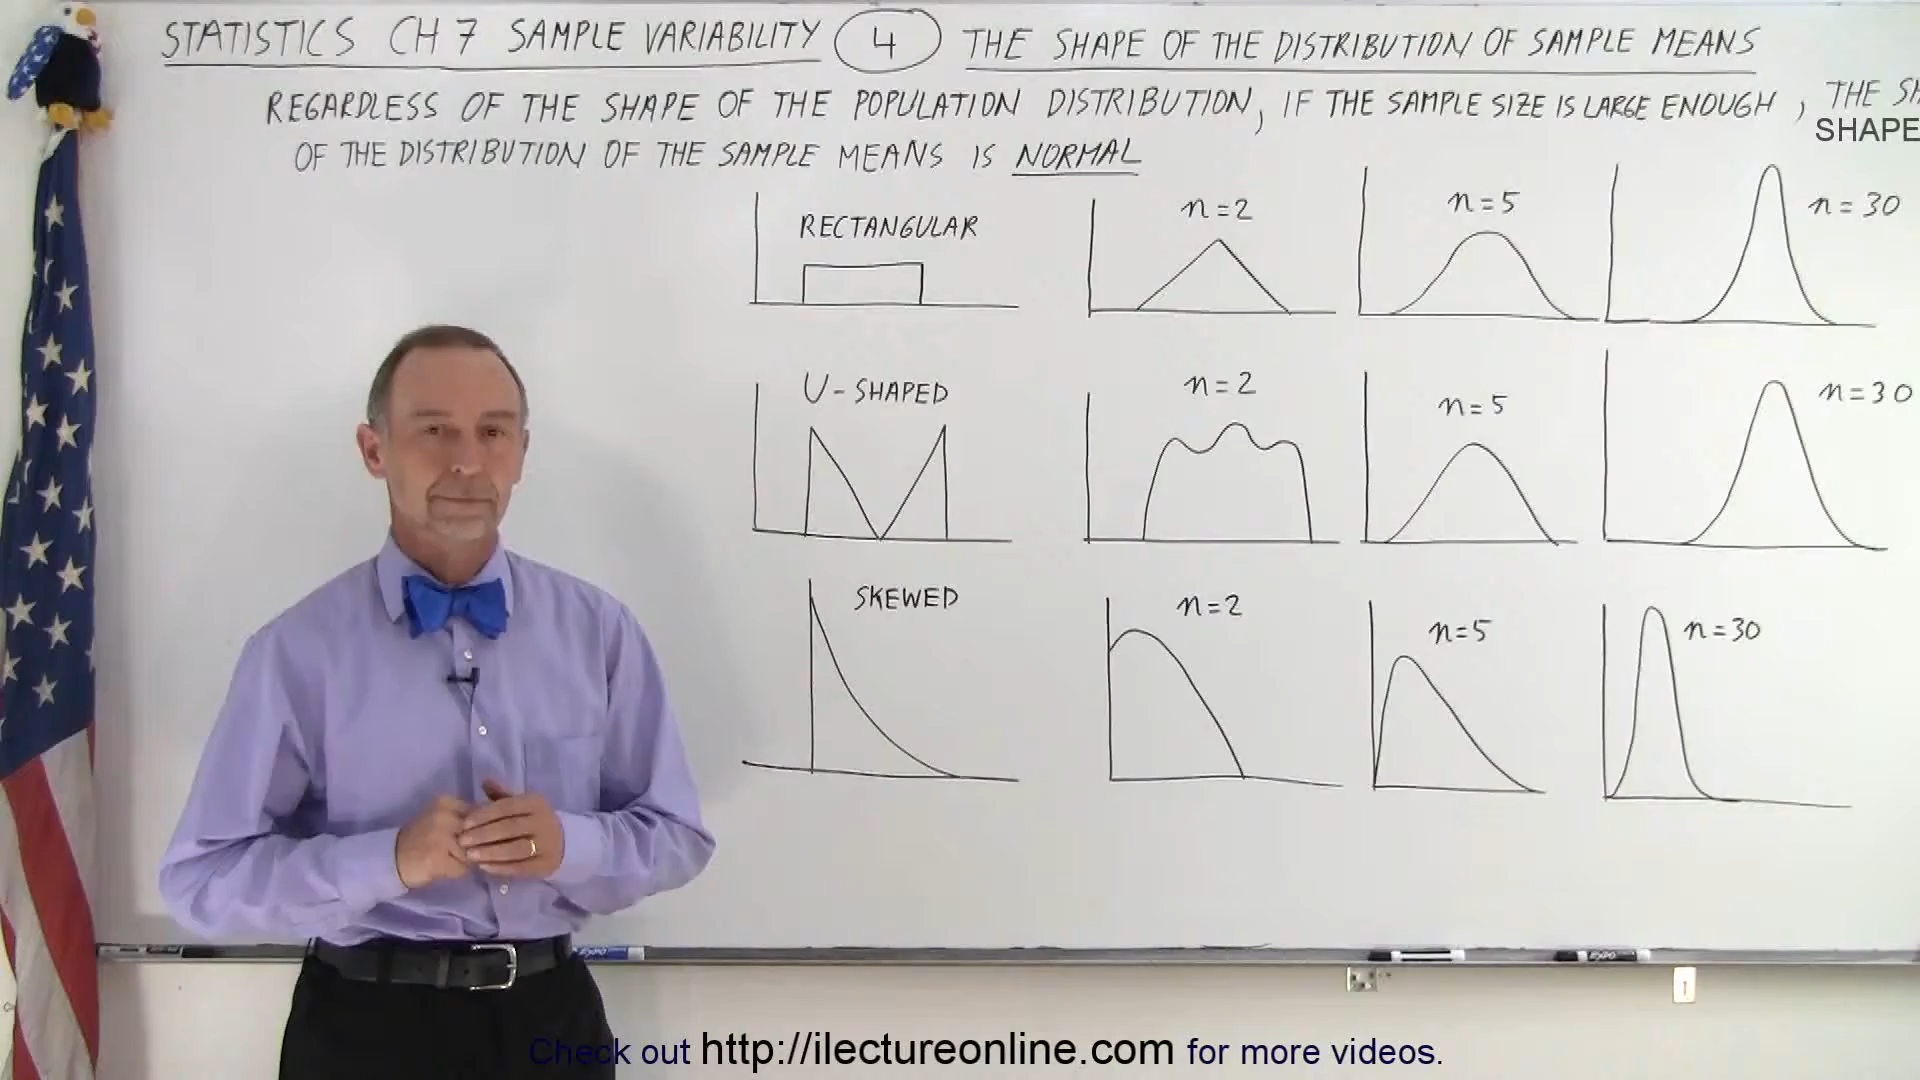 STATISTICS CH 7 SAMPLE VARIABILITY 4 THE SHAPE OF THE DISTRIBUTION OF SAMPLE MEANS
REGARDLESS OF THE SHAPE OF THE POPULATION DISTRIBUTION, IF THE SAMPLE SIZE IS LARGE ENOUGH, THE SH
SHAPE
OF THE DISTRIBUTION OF THE SAMPLE MEANS IS NORMAL
RECTANGULAR
n=2
n=5
n=30
U-SHAPED
n=2
n=5
n=30
SKEWED
n=2
n=5
n=30
EXPO
EXPO
Check out http://ilectureonline.com for more videos.